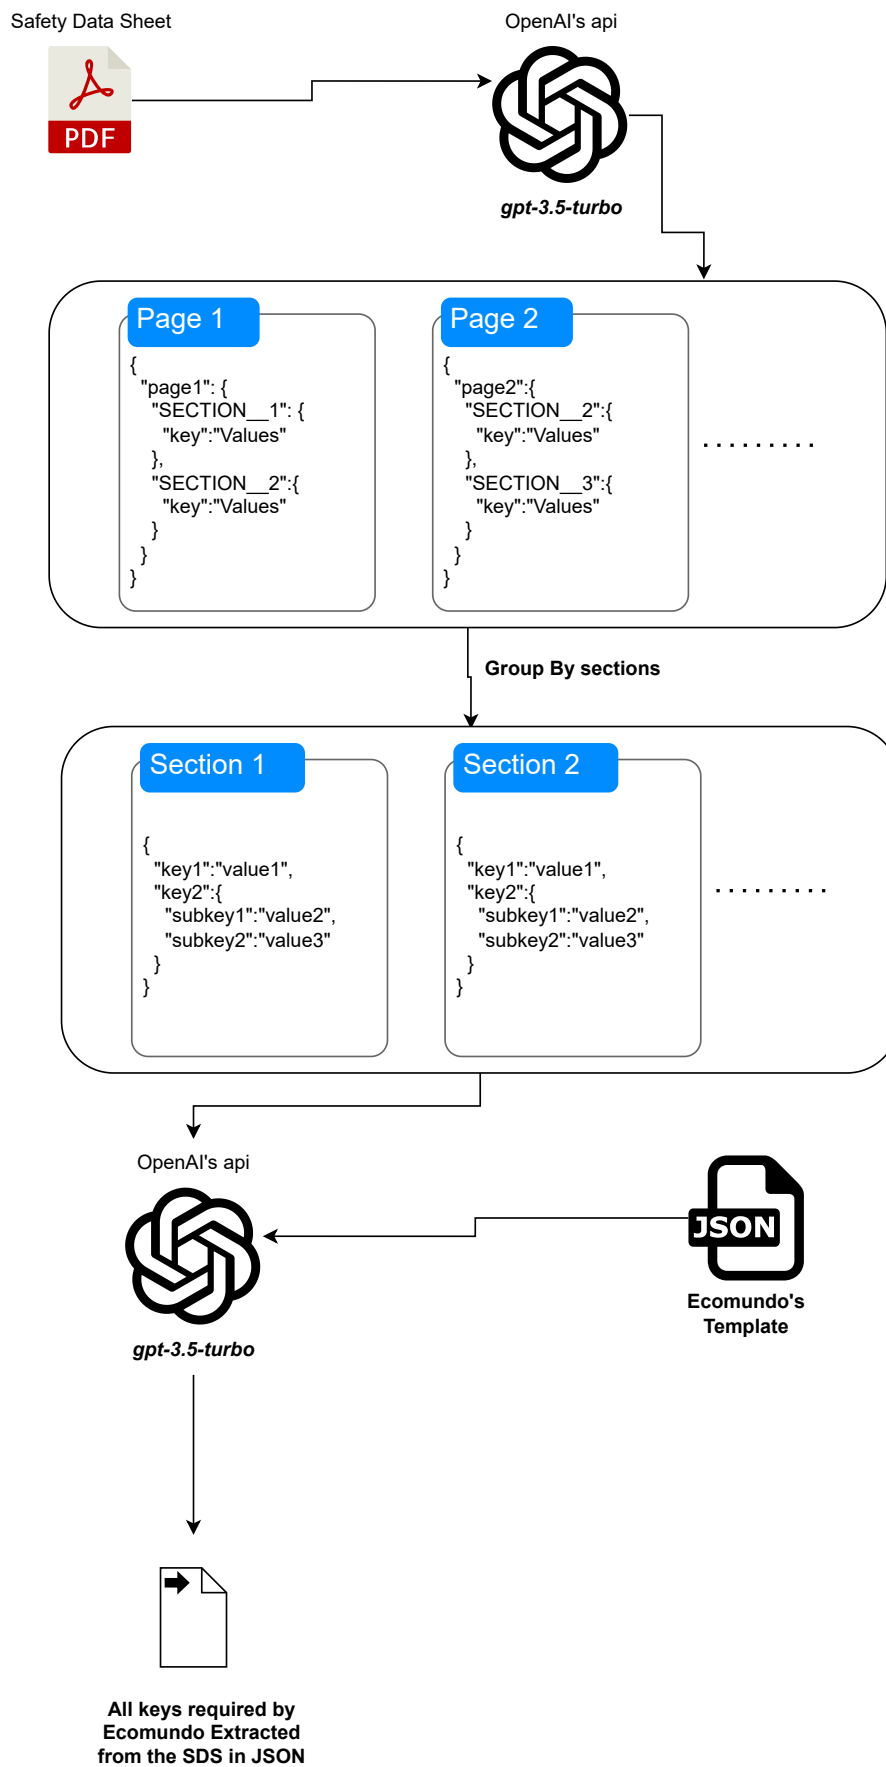 Safety Data Sheet
OpenAI's api
PDF
gpt-3.5-turbo
Page 1
{
"page1": {
"SECTION__1": {
"key":"Values"
},
"SECTION__2":{
"key":"Values"
}
}
}
Page 2
{
"page2":{
"SECTION__2":{
"key":"Values"
},
"SECTION__3":{
"key":"Values"
}
}
}
. . . . . . . . .
Group By sections
Section 1
{
"key1":"value1",
"key2":{
"subkey1":"value2",
"subkey2":"value3"
}
}
Section 2
{
"key1":"value1",
"key2":{
"subkey1":"value2",
"subkey2":"value3"
}
}
. . . . . . . . .
OpenAI's api
gpt-3.5-turbo
JSON
Ecomundo's
Template
All keys required by
Ecomundo Extracted
from the SDS in JSON